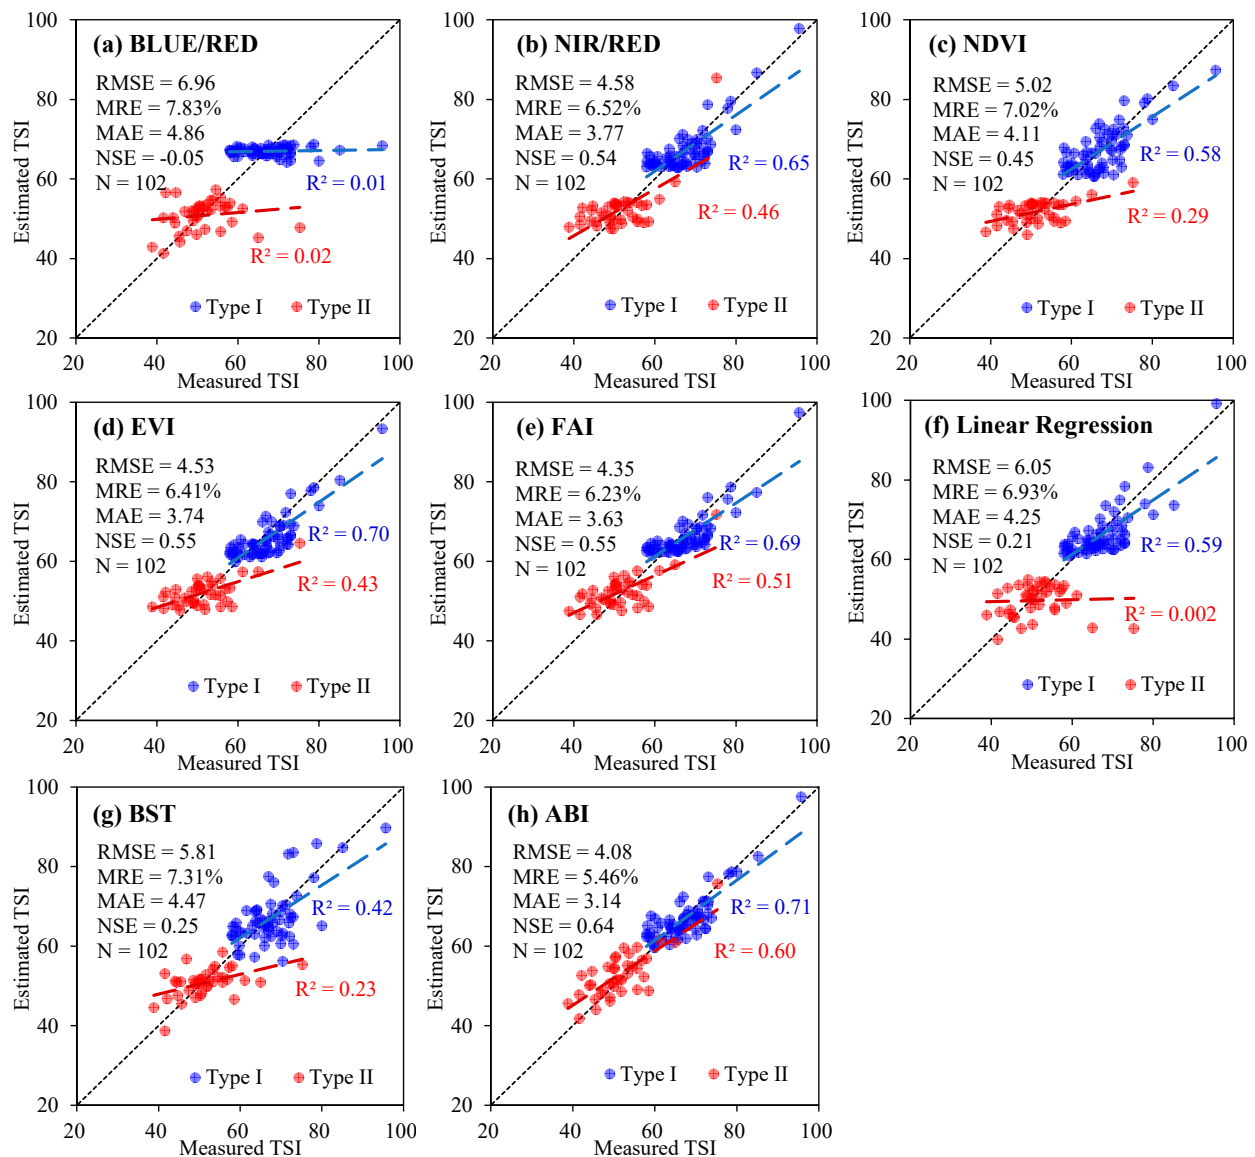 (a) BLUE/RED
RMSE = 6.96
MRE = 7.83%
MAE = 4.86
NSE = -0.05
N = 102
R² = 0.01
R² = 0.02
Type I
Type II
100
80
60
40
20
20
40
60
80
100
Estimated TSI
Measured TSI
(b) NIR/RED
RMSE = 4.58
MRE = 6.52%
MAE = 3.77
NSE = 0.54
N = 102
R² = 0.65
R² = 0.46
Type I
Type II
100
80
60
40
20
20
40
60
80
100
Estimated TSI
Measured TSI
(c) NDVI
RMSE = 5.02
MRE = 7.02%
MAE = 4.11
NSE = 0.45
N = 102
R² = 0.58
R² = 0.29
Type I
Type II
100
80
60
40
20
20
40
60
80
100
Estimated TSI
Measured TSI
(d) EVI
RMSE = 4.53
MRE = 6.41%
MAE = 3.74
NSE = 0.55
N = 102
R² = 0.70
R² = 0.43
Type I
Type II
100
80
60
40
20
20
40
60
80
100
Estimated TSI
Measured TSI
(e) FAI
RMSE = 4.35
MRE = 6.23%
MAE = 3.63
NSE = 0.55
N = 102
R² = 0.69
R² = 0.51
Type I
Type II
100
80
60
40
20
20
40
60
80
100
Estimated TSI
Measured TSI
(f) Linear Regression
RMSE = 6.05
MRE = 6.93%
MAE = 4.25
NSE = 0.21
N = 102
R² = 0.59
R² = 0.002
Type I
Type II
100
80
60
40
20
20
40
60
80
100
Estimated TSI
Measured TSI
(g) BST
RMSE = 5.81
MRE = 7.31%
MAE = 4.47
NSE = 0.25
N = 102
R² = 0.42
R² = 0.23
Type I
Type II
100
80
60
40
20
20
40
60
80
100
Estimated TSI
Measured TSI
(h) ABI
RMSE = 4.08
MRE = 5.46%
MAE = 3.14
NSE = 0.64
N = 102
R² = 0.71
R² = 0.60
Type I
Type II
100
80
60
40
20
20
40
60
80
100
Estimated TSI
Measured TSI